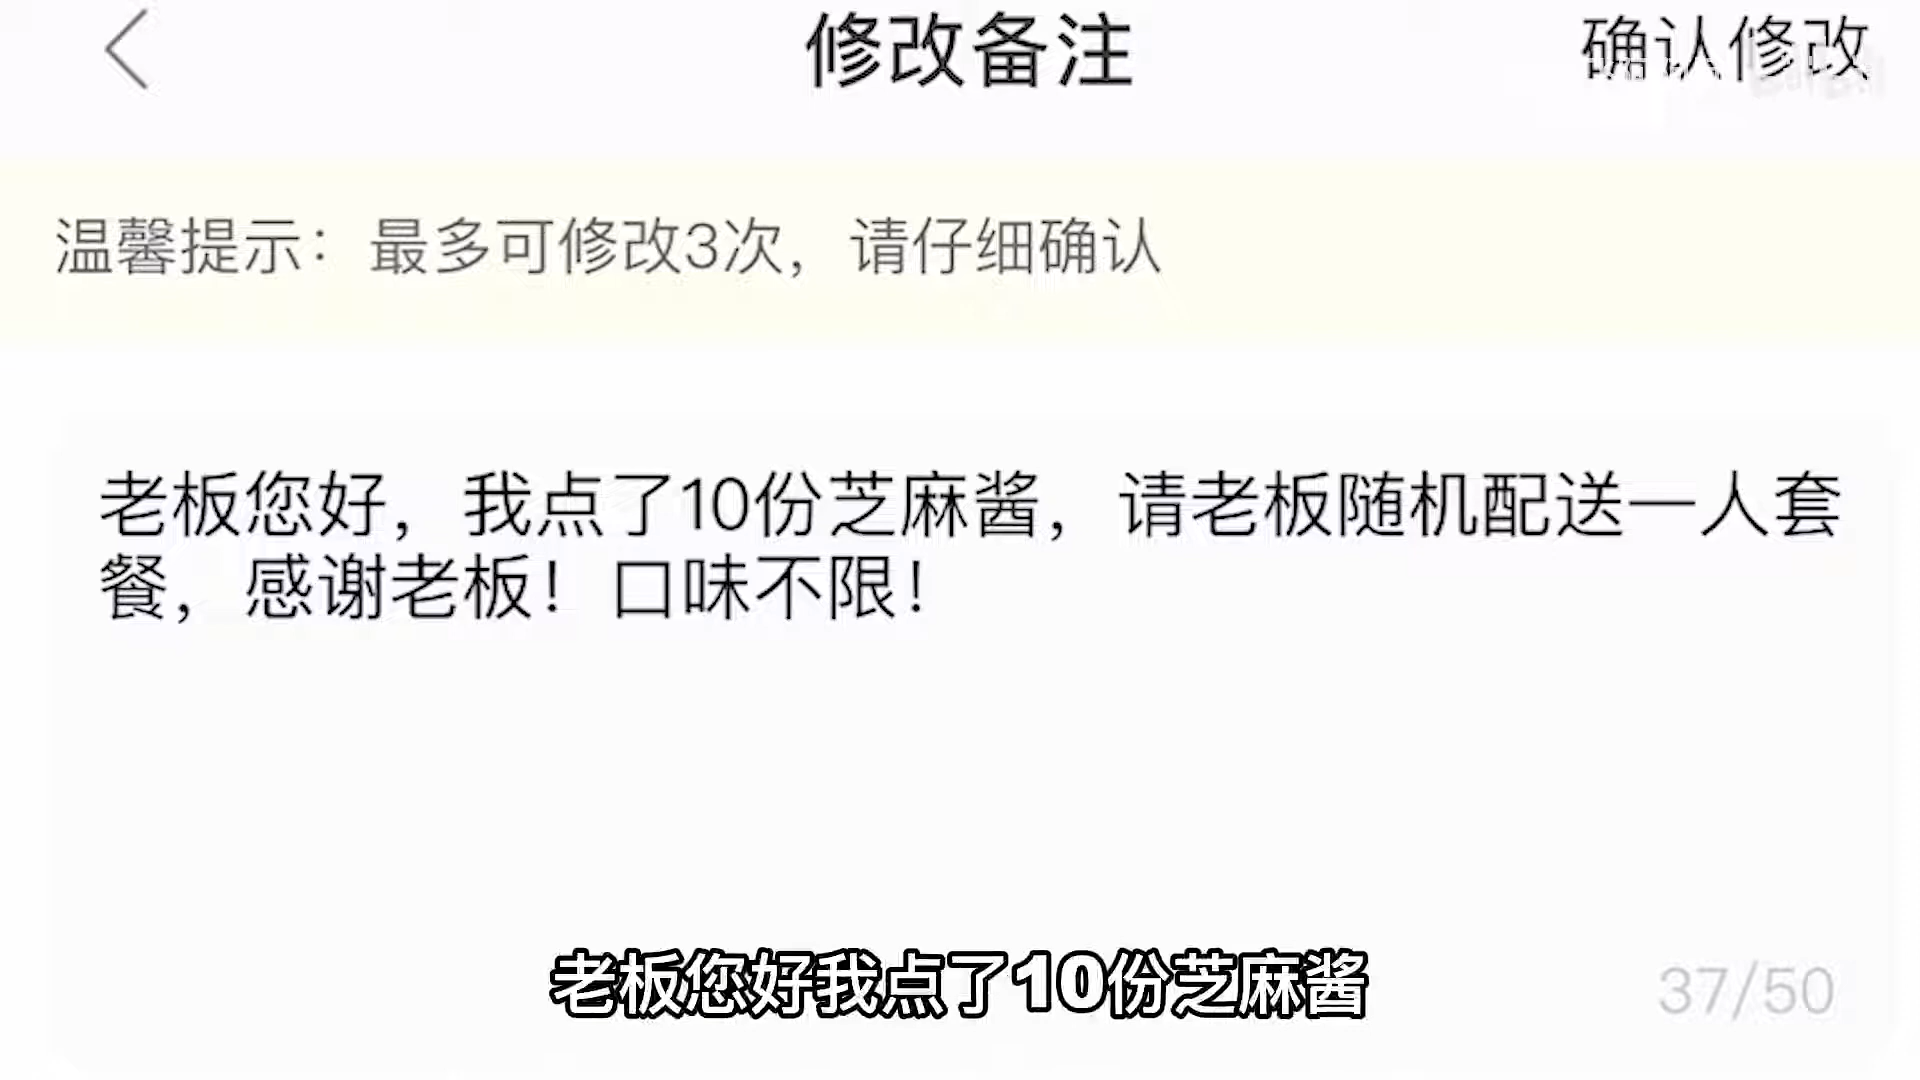 修改备注
确认修改
温馨提示：最多可修改3次，请仔细确认
老板您好，我点了10份芝麻酱，请老板随机配送一人套
餐，感谢老板！口味不限！
老板您好我点了10份芝麻酱
37/50